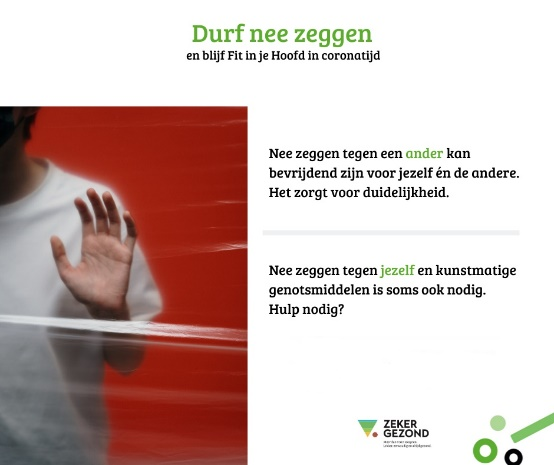 Durf nee zeggen
en blijf Fit in je Hoofd in coronatijd
Nee zeggen tegen een ander kan
bevrijdend zijn voor jezelf én de andere.
Het zorgt voor duidelijkheid.
Nee zeggen tegen jezelf en kunstmatige
genotsmiddelen is soms ook nodig.
Hulp nodig?
ZEKER
GEZOND